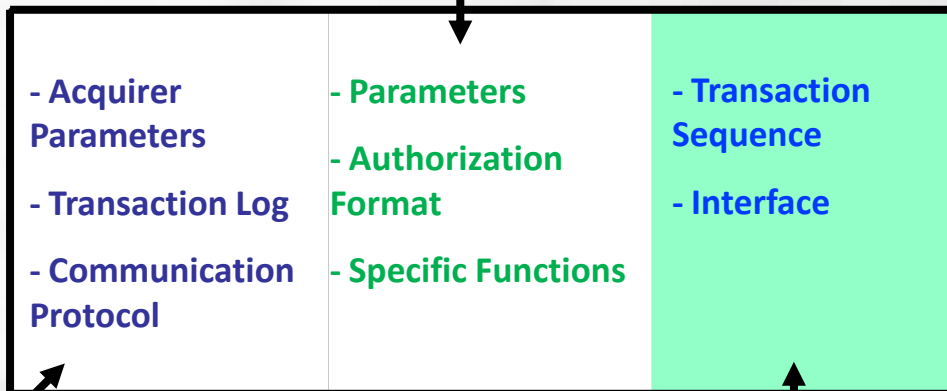 - Acquirer
Parameters
- Transaction Log
- Communication
Protocol
- Parameters
- Authorization
Format
- Specific Functions
- Transaction
Sequence
- Interface